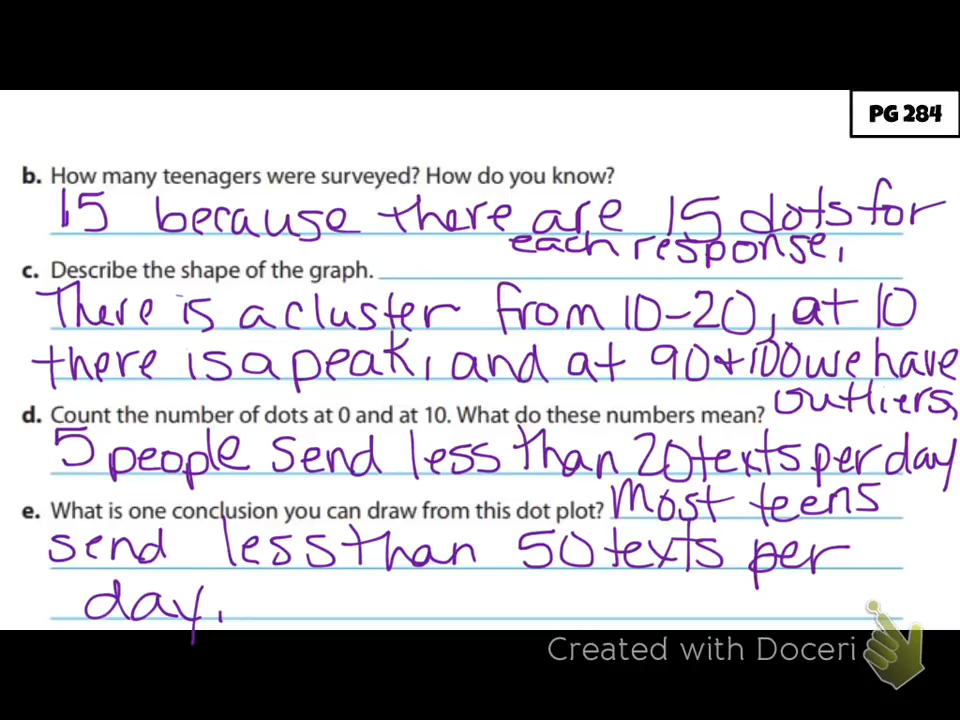 PG 284
b. How many teenagers were surveyed? How do you know?
15 because there are 15 dots for
each response.
c. Describe the shape of the graph.
There is a cluster from 10-20, at 10
there is a peak, and at 90 + 100 we have
outliers,
d. Count the number of dots at 0 and at 10. What do these numbers mean?
5 people send less than 20 texts per day
e. What is one conclusion you can draw from this dot plot? Most teens
send less than 50 texts per
day.
Created with Doceri